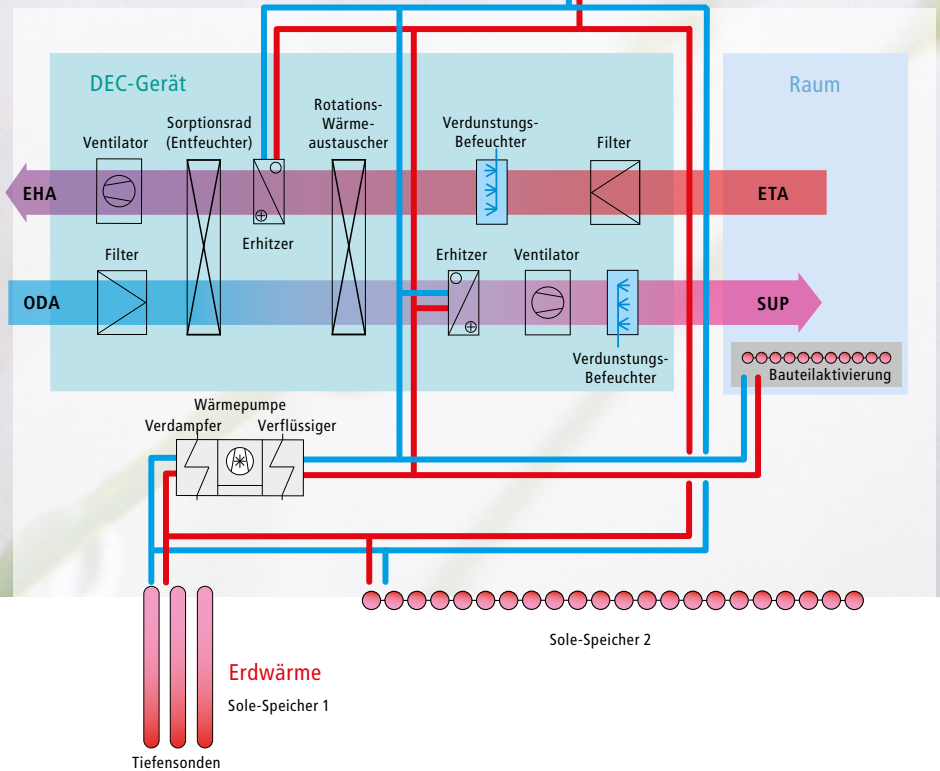 DEC-Gerät
Raum
Ventilator
Sorptionsrad
(Entfeuchter)
Rotations-
Wärme-
austauscher
Verdunstungs-
Befeuchter
Filter
EHA
ETA
Erhitzer
Filter
Erhitzer
Ventilator
ODA
SUP
Verdunstungs-
Befeuchter
Bauteilaktivierung
Wärmepumpe
Verdampfer
Verflüssiger
Sole-Speicher 2
Erdwärme
Sole-Speicher 1
Tiefensonden